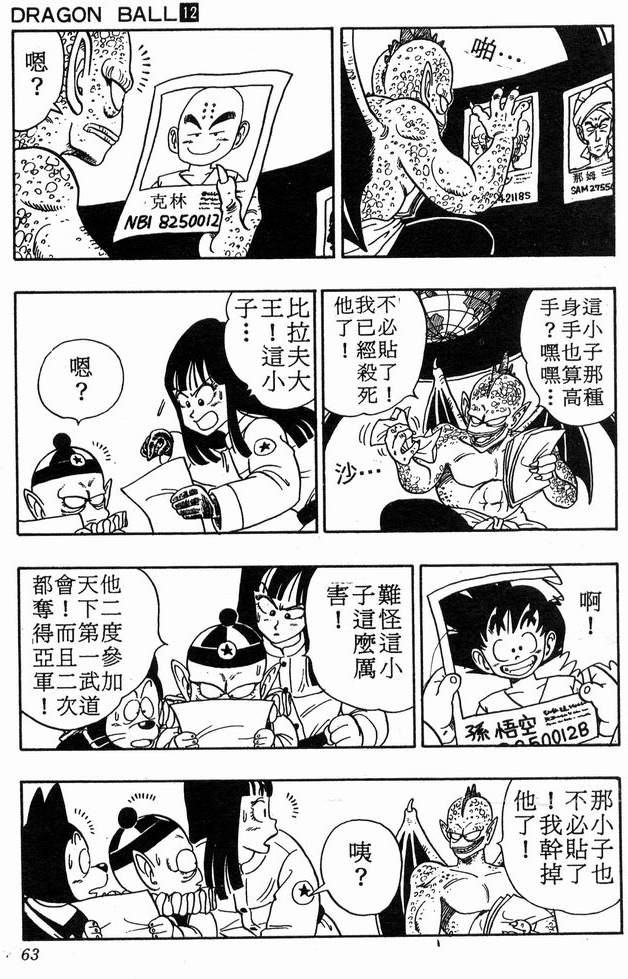 DRAGON BALL 12
啪…
那姆
SAM 27550
42118S
嗯？
克林
NBI 8250012
這小子那種
身手也算高
手？嘿嘿…
不必貼了！
我已經殺死
他了！
沙…
比拉夫大
王！這小
子…
嗯？
啊！
孫悟空
8250012B
難怪這小
子這麼厲
害！
他二度參加
天下第一武道
會！而且二次
都奪得亞
軍！
那小子也
不必貼了
！我幹掉
他了！
咦？
63